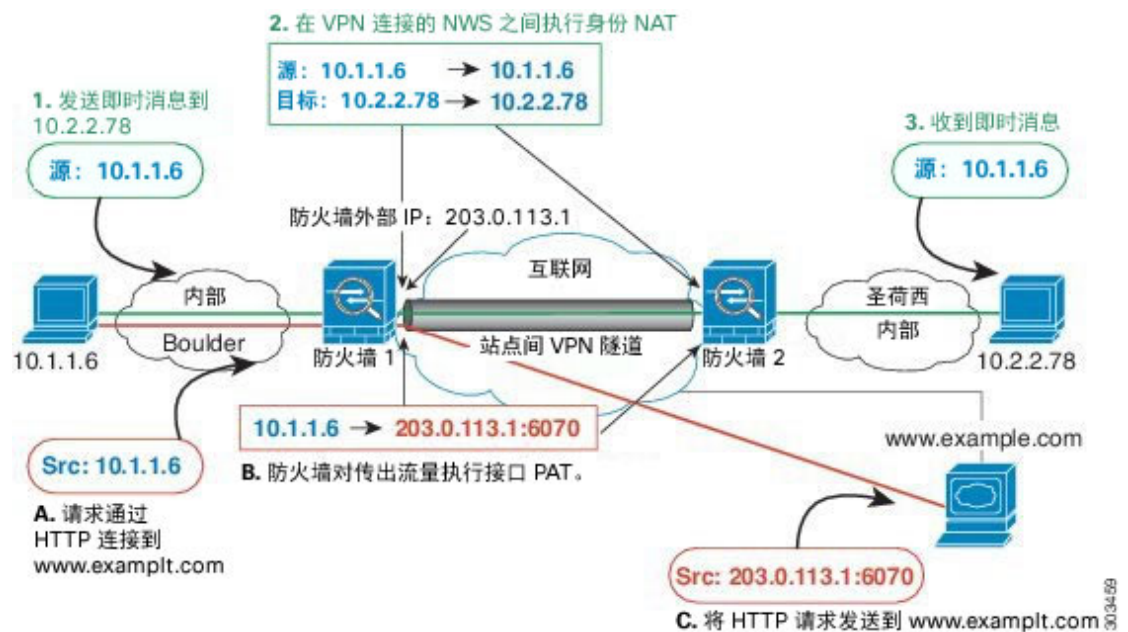 2. 在 VPN 连接的 NWS 之间执行身份 NAT
源：10.1.1.6 → 10.1.1.6
目标：10.2.2.78 → 10.2.2.78
1. 发送即时消息到
10.2.2.78
源：10.1.1.6
3. 收到即时消息
源：10.1.1.6
防火墙外部 IP：203.0.113.1
互联网
内部
Boulder
圣荷西
内部
站点间 VPN 隧道
10.1.1.6
防火墙 1
防火墙 2
10.2.2.78
10.1.1.6 → 203.0.113.1:6070
B. 防火墙对传出流量执行接口 PAT。
www.example.com
Src: 10.1.1.6
A. 请求通过
HTTP 连接到
www.examplt.com
Src: 203.0.113.1:6070
C. 将 HTTP 请求发送到 www.examplt.com
303459